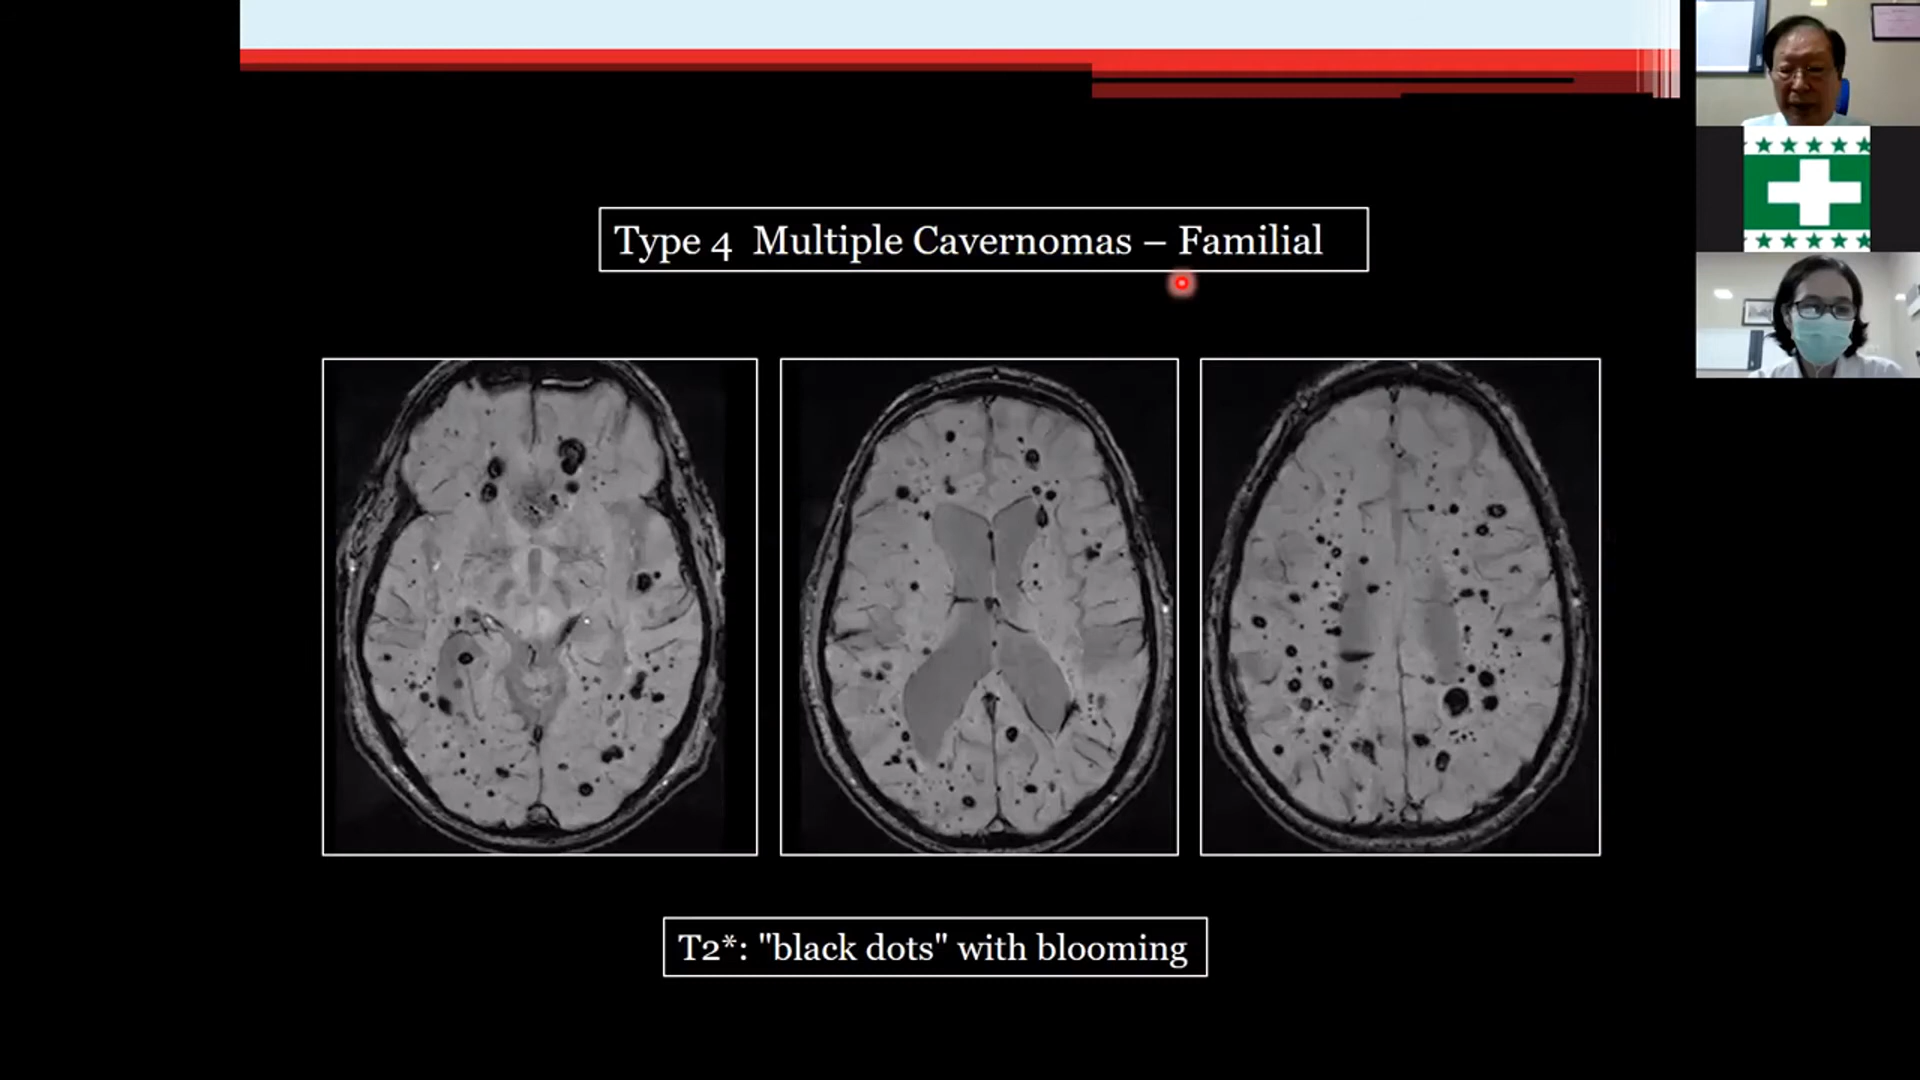 Type 4 Multiple Cavernomas – Familial
T2*: "black dots" with blooming